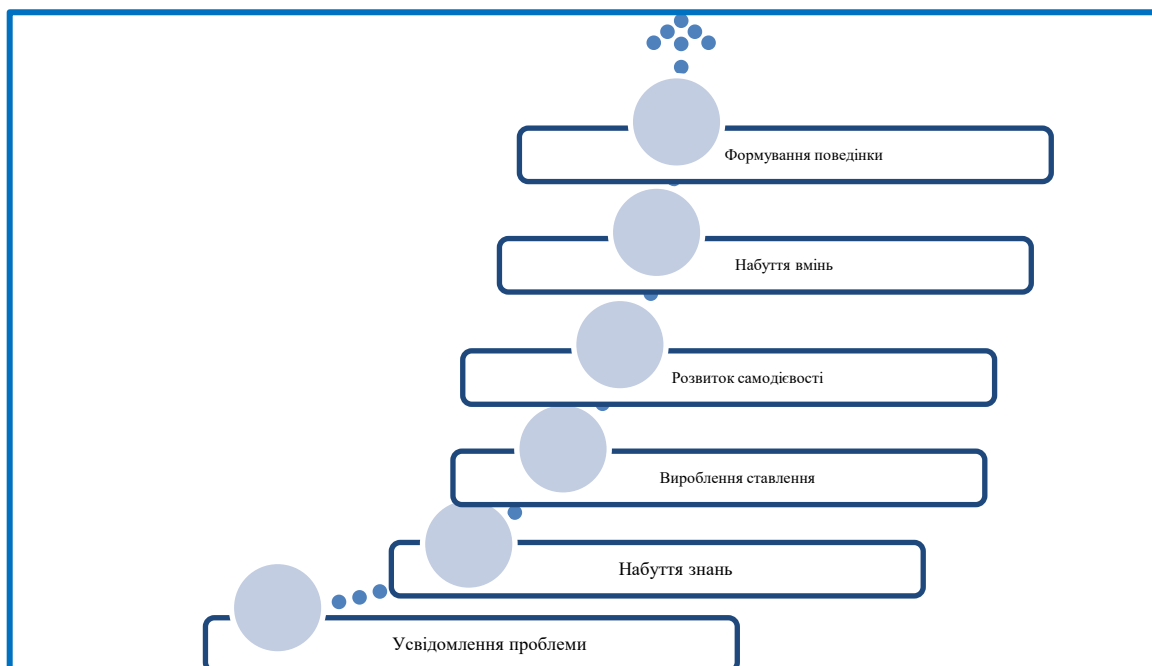 Формування поведінки
Набуття вмінь
Розвиток самодієвості
Вироблення ставлення
Набуття знань
Усвідомлення проблеми